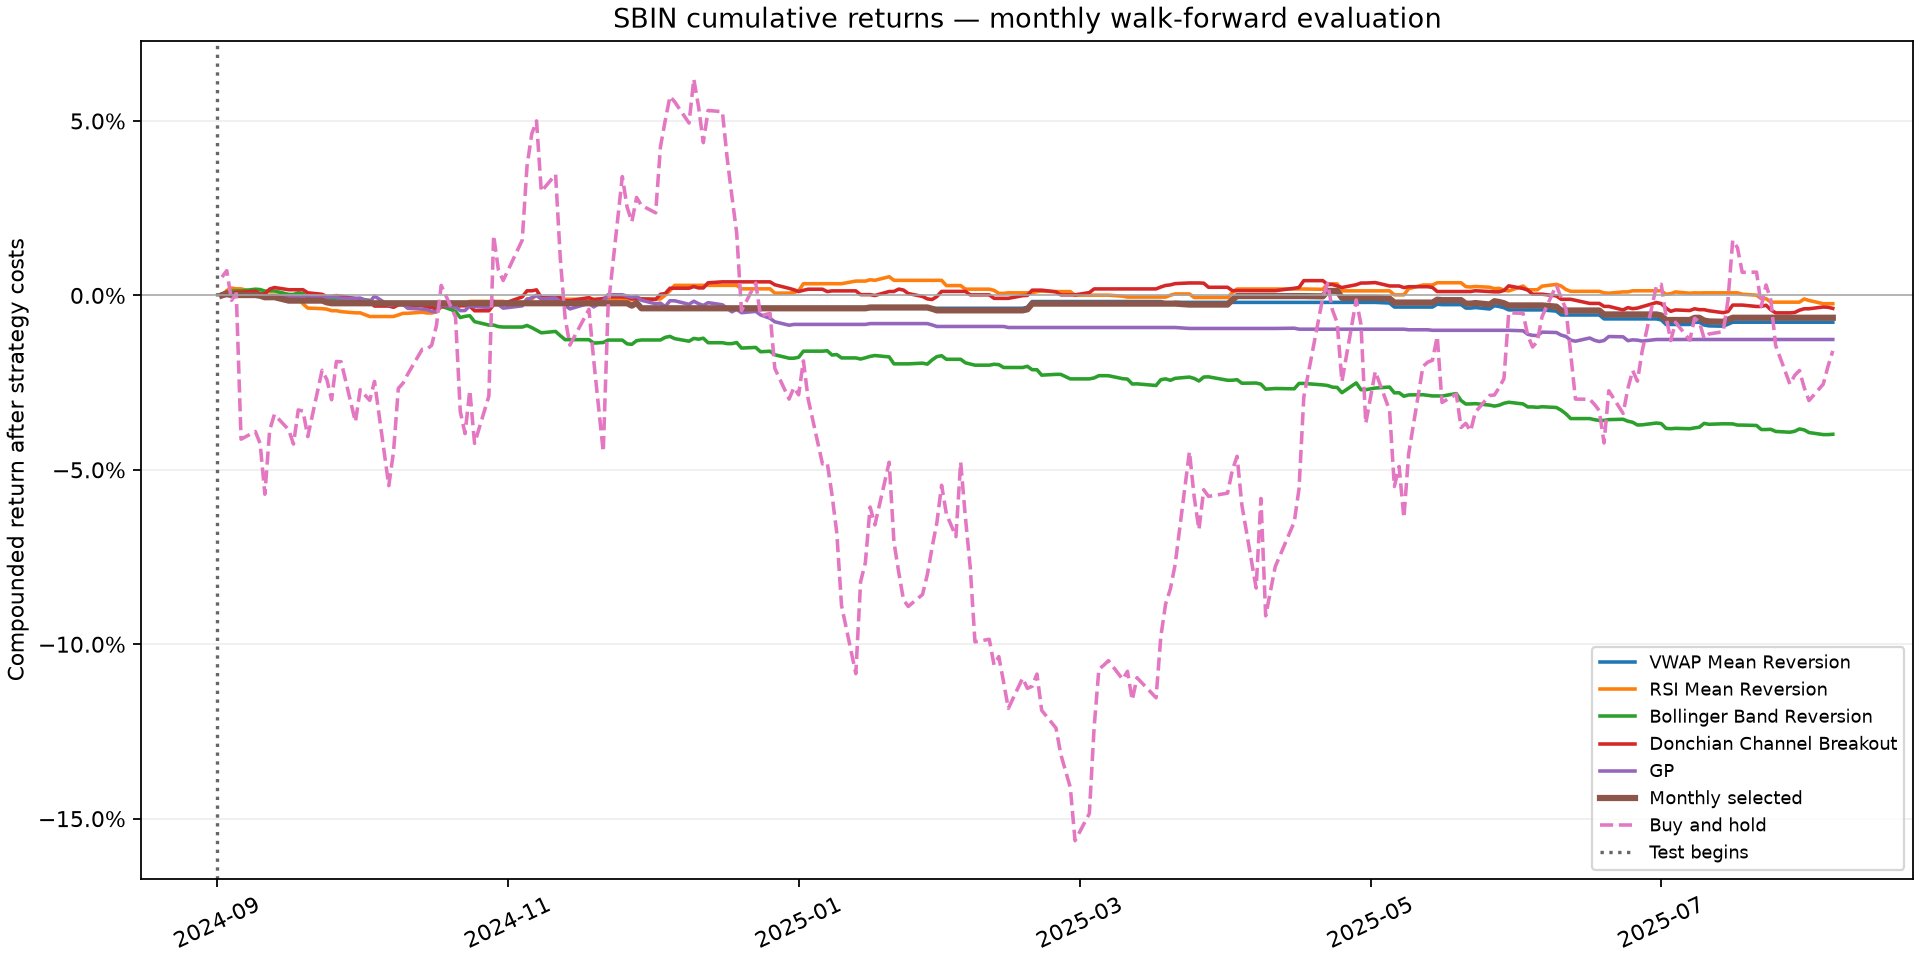 SBIN cumulative returns — monthly walk-forward evaluation
Compounded return after strategy costs
5.0%
0.0%
−5.0%
−10.0%
−15.0%
2024-09
2024-11
2025-01
2025-03
2025-05
2025-07
VWAP Mean Reversion
RSI Mean Reversion
Bollinger Band Reversion
Donchian Channel Breakout
GP
Monthly selected
Buy and hold
Test begins